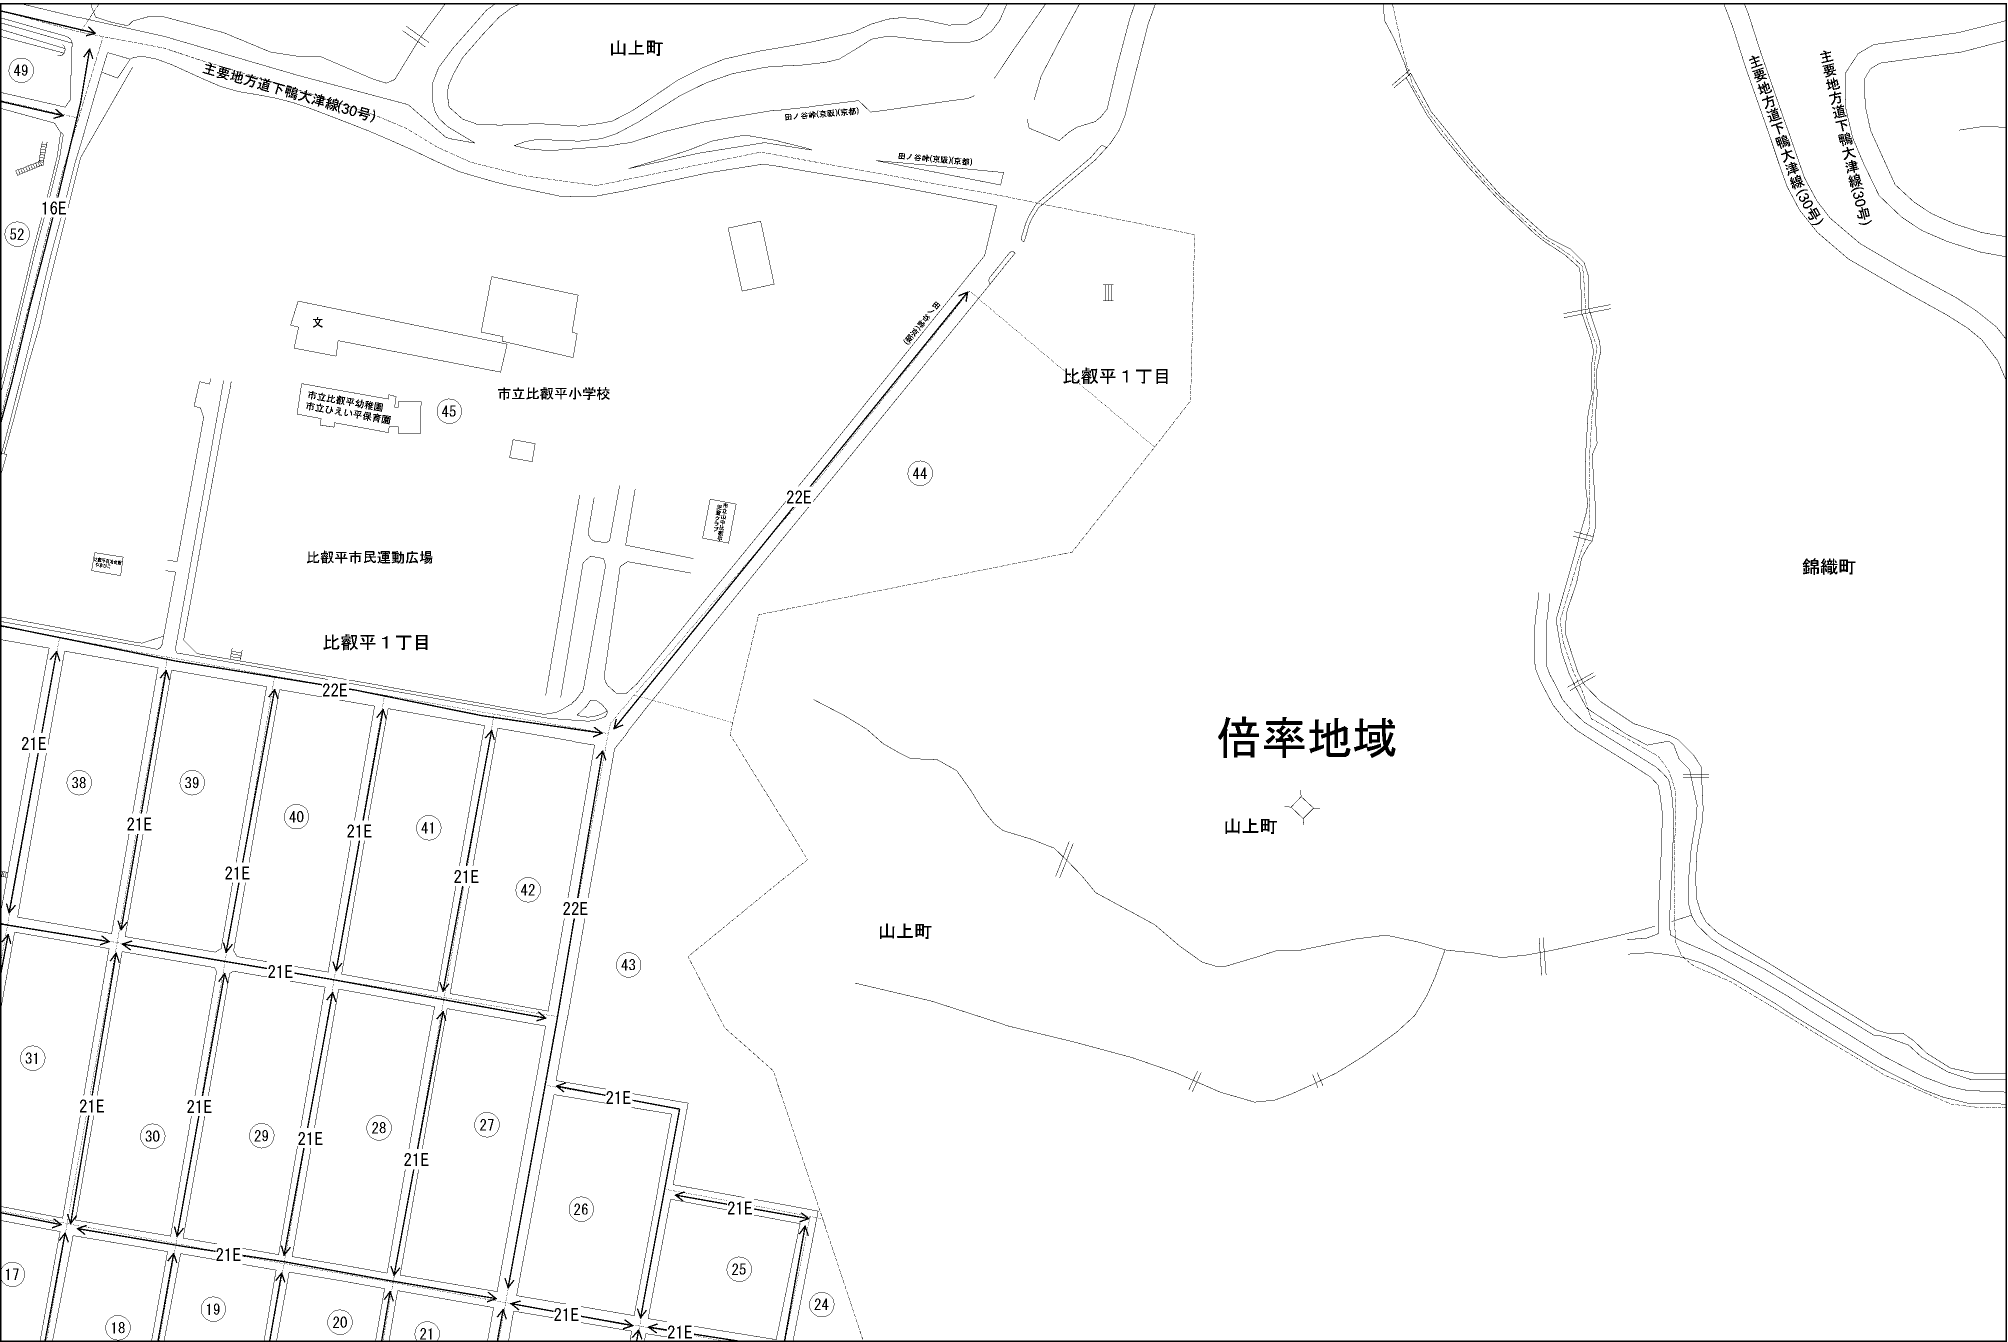 山上町
主要地方道下鴨大津線(30号)
主要地方道下鴨大津線(30号)
主要地方道下鴨大津線(30号)
49
田ノ谷峠(京阪)(京都)
田ノ谷峠(京阪)(京都)
16E
52
文
比叡平１丁目
市立比叡平小学校
市立比叡平幼稚園
市立ひえい平保育園
45
44
22E
比叡平市民運動広場
錦織町
比叡平１丁目
22E
倍率地域
21E
38
39
40
41
42
21E
21E
21E
21E
山上町
22E
山上町
43
21E
31
30
29
28
27
21E
21E
21E
21E
21E
26
21E
21E
25
17
18
19
20
21
24
21E
21E